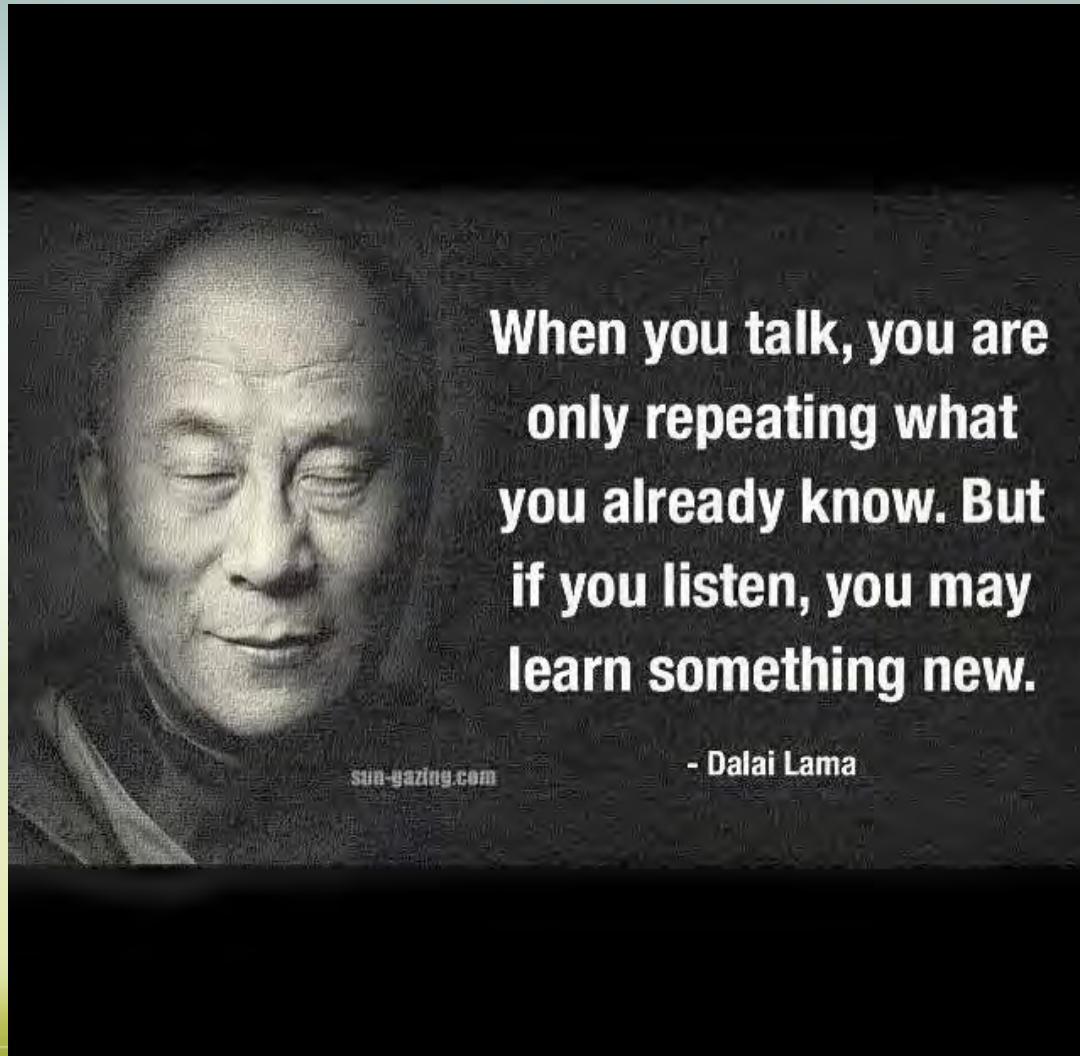 When you talk, you are
only repeating what
you already know. But
if you listen, you may
learn something new.
- Dalai Lama
sun-gazing.com